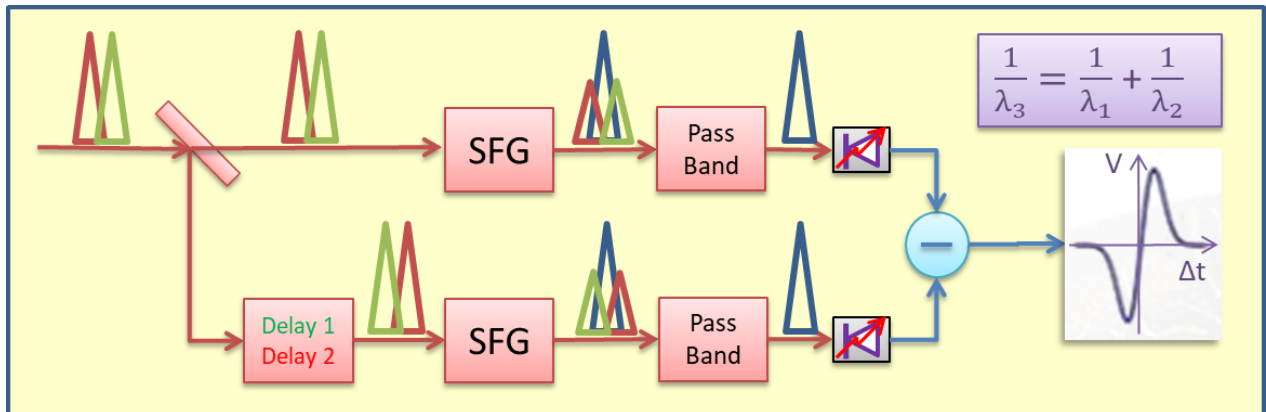 SFG
Pass
Band
1/λ₃ = 1/λ₁ + 1/λ₂
V
Δt
Delay 1
Delay 2
SFG
Pass
Band